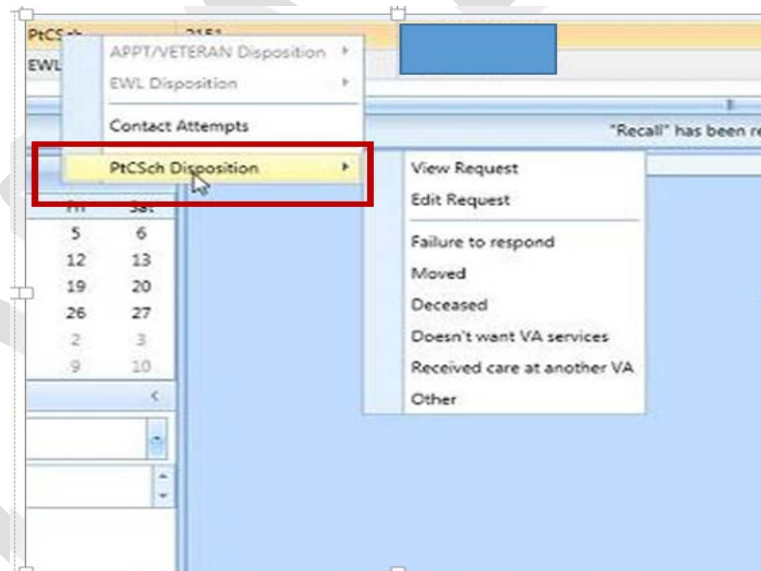 APPT/VETERAN Disposition
EWL
EWL Disposition
Contact Attempts
"Recall" has been re
PtCSch Disposition
View Request
Edit Request
Failure to respond
Moved
Deceased
Doesn't want VA services
Received care at another VA
Other
5 6
12 13
19 20
26 27
2 3
9 10